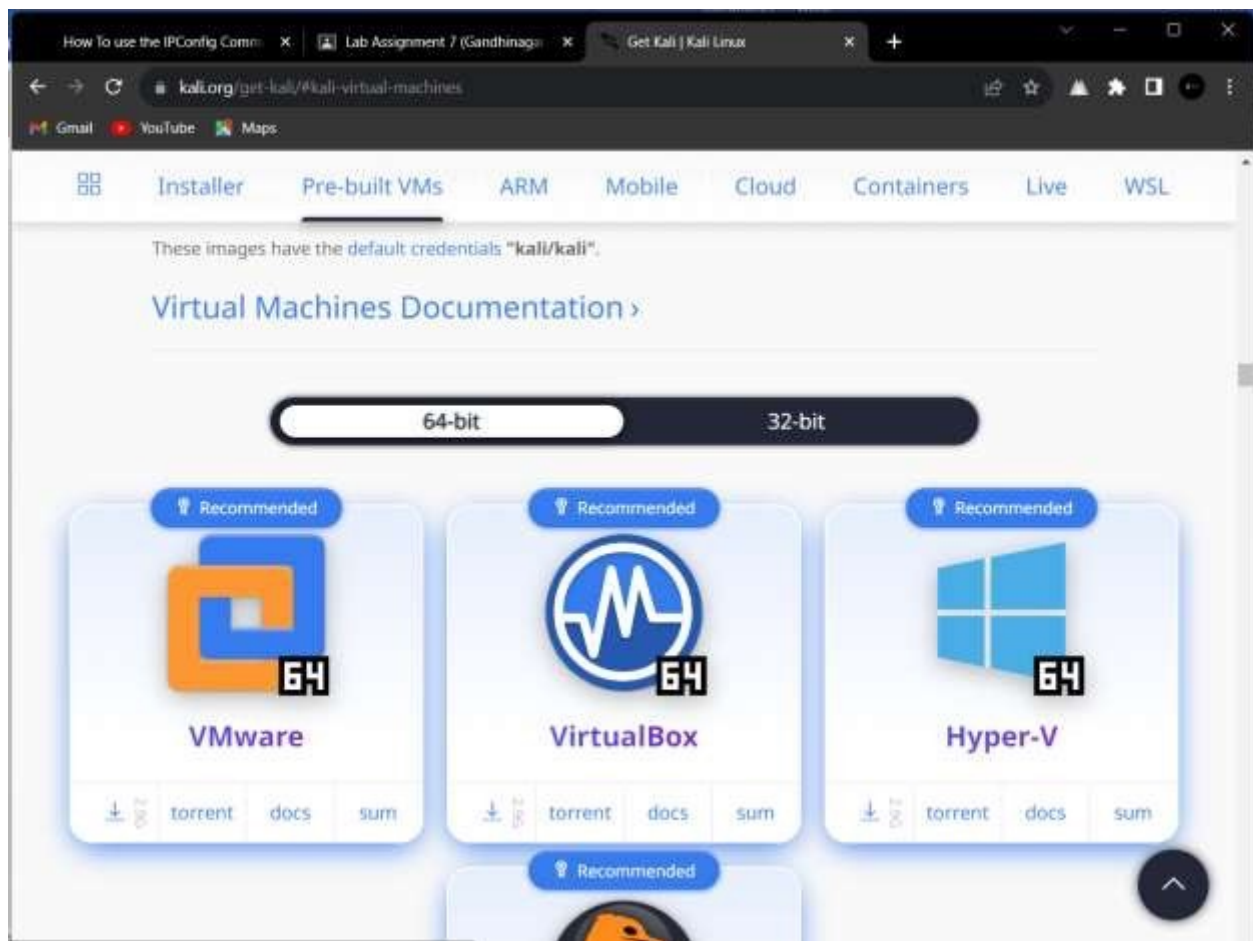 How To use the IPConfig Comm
Lab Assignment 7 (Gandhinaga
Get Kali | Kali Linux
kali.org/get-kali/#kali-virtual-machines
Gmail YouTube Maps
Installer Pre-built VMs ARM Mobile Cloud Containers Live WSL
These images have the default credentials "kali/kali".
Virtual Machines Documentation ›
64-bit 32-bit
Recommended Recommended Recommended
64 64 64
VMware VirtualBox Hyper-V
torrent docs sum torrent docs sum torrent docs sum
Recommended